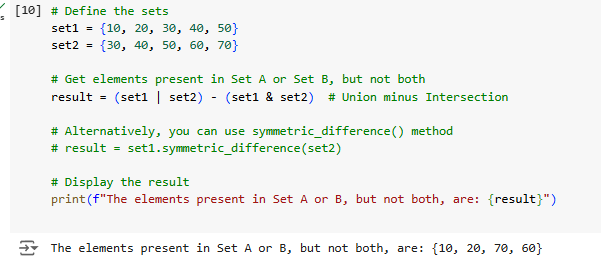 s
[10] # Define the sets
set1 = {10, 20, 30, 40, 50}
set2 = {30, 40, 50, 60, 70}
# Get elements present in Set A or Set B, but not both
result = (set1 | set2) - (set1 & set2)  # Union minus Intersection
# Alternatively, you can use symmetric_difference() method
# result = set1.symmetric_difference(set2)
# Display the result
print(f"The elements present in Set A or B, but not both, are: {result}")
The elements present in Set A or B, but not both, are: {10, 20, 70, 60}